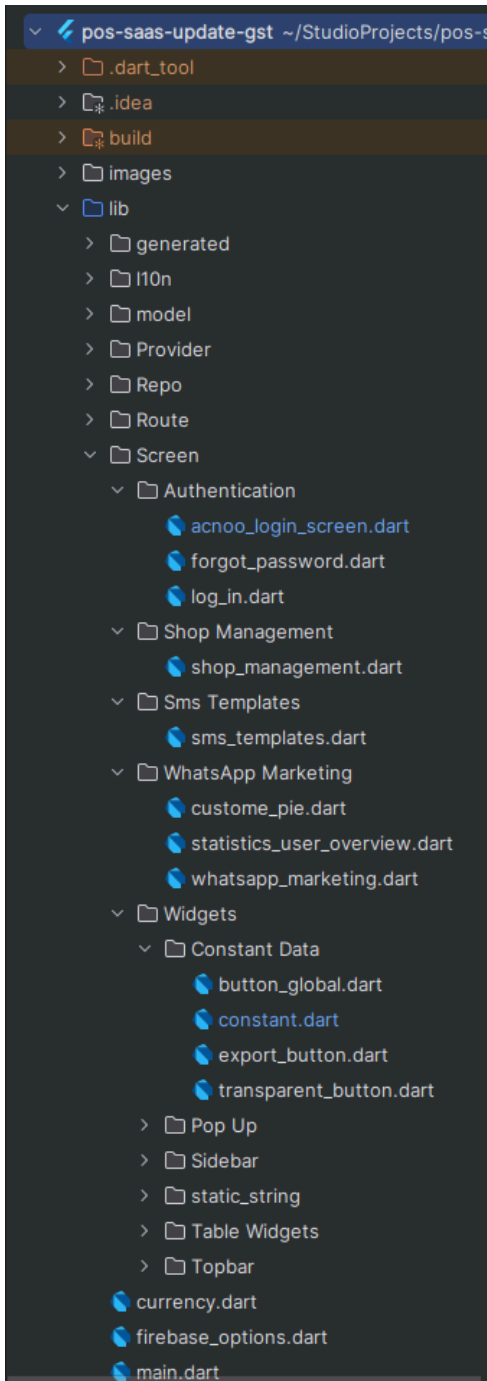 pos-saas-update-gst ~/StudioProjects/pos-s
.dart_tool
.idea
build
images
lib
generated
l10n
model
Provider
Repo
Route
Screen
Authentication
acnoo_login_screen.dart
forgot_password.dart
log_in.dart
Shop Management
shop_management.dart
Sms Templates
sms_templates.dart
WhatsApp Marketing
custome_pie.dart
statistics_user_overview.dart
whatsapp_marketing.dart
Widgets
Constant Data
button_global.dart
constant.dart
export_button.dart
transparent_button.dart
Pop Up
Sidebar
static_string
Table Widgets
Topbar
currency.dart
firebase_options.dart
main.dart